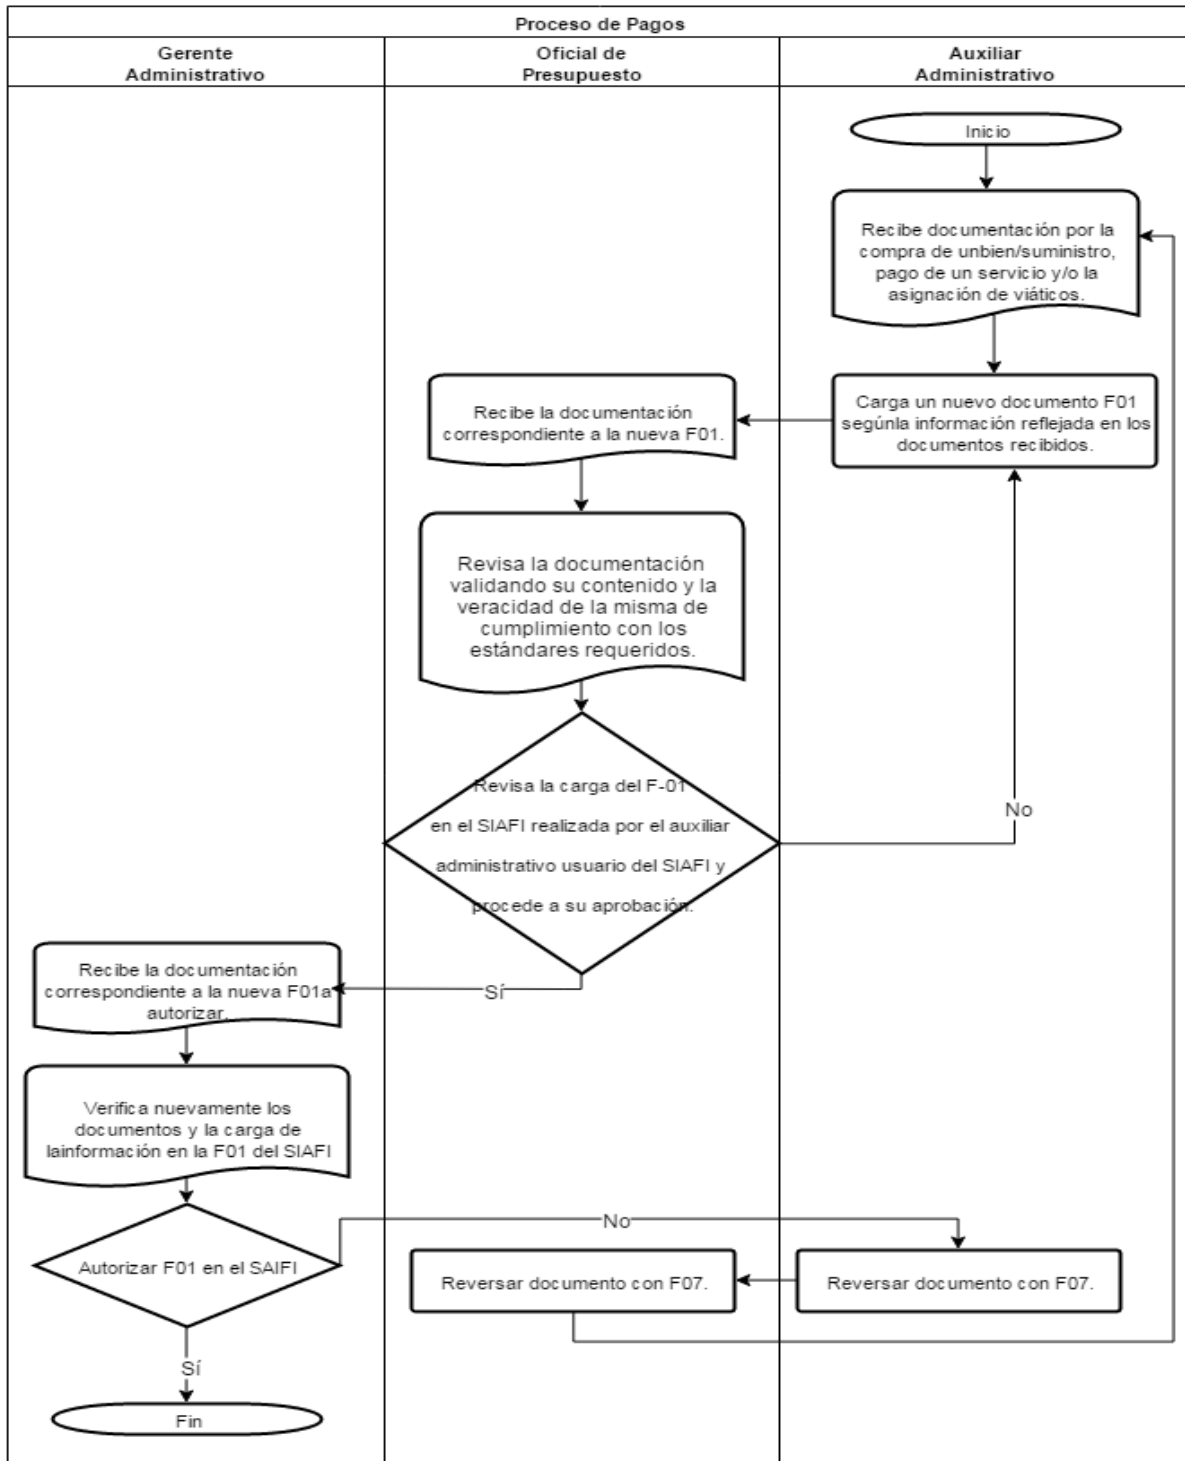 Proceso de Pagos
Gerente
Administrativo
Oficial de
Presupuesto
Auxiliar
Administrativo
Inicio
Recibe documentación por la
compra de unbien/suministro,
pago de un servicio y/o la
asignación de viáticos.
Carga un nuevo documento F01
segúnla información reflejada en los
documentos recibidos.
Recibe la documentación
correspondiente a la nueva F01.
Revisa la documentación
validando su contenido y la
veracidad de la misma de
cumplimiento con los
estándares requeridos.
Revisa la carga del F-01
en el SIAFI realizada por el auxiliar
administrativo usuario del SIAFI y
procede a su aprobación.
No
Sí
Recibe la documentación
correspondiente a la nueva F01a
autorizar.
Verifica nuevamente los
documentos y la carga de
lainformación en la F01 del SIAFI
Autorizar F01 en el SAIFI
No
Reversar documento con F07.
Reversar documento con F07.
Sí
Fin